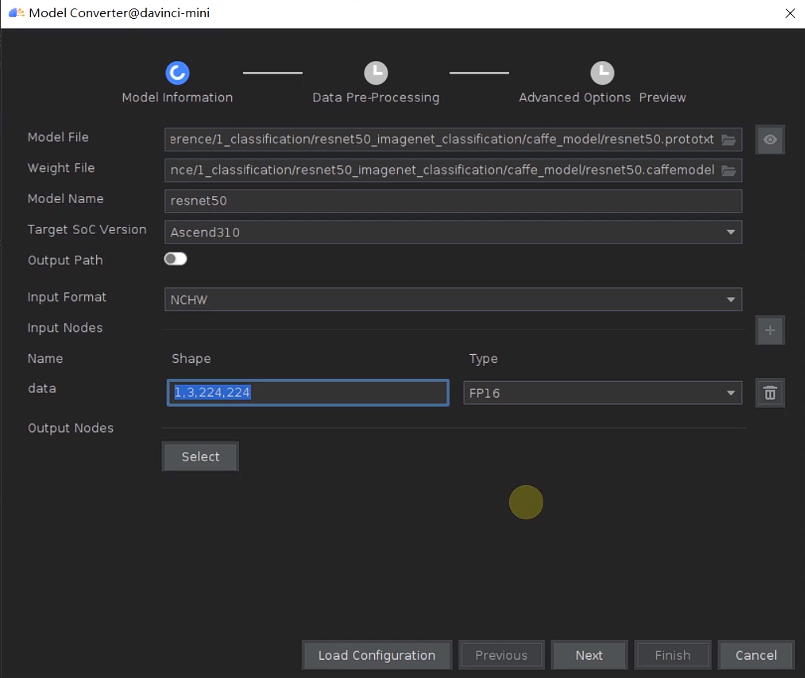 Model Converter@davinci-mini
Model Information Data Pre-Processing Advanced Options Preview
Model File erence/1_classification/resnet50_imagenet_classification/caffe_model/resnet50.prototxt
Weight File nce/1_classification/resnet50_imagenet_classification/caffe_model/resnet50.caffemodel
Model Name resnet50
Target SoC Version Ascend310
Output Path
Input Format NCHW
Input Nodes
Name Shape Type
data 1,3,224,224 FP16
Output Nodes
Select
Load Configuration Previous Next Finish Cancel